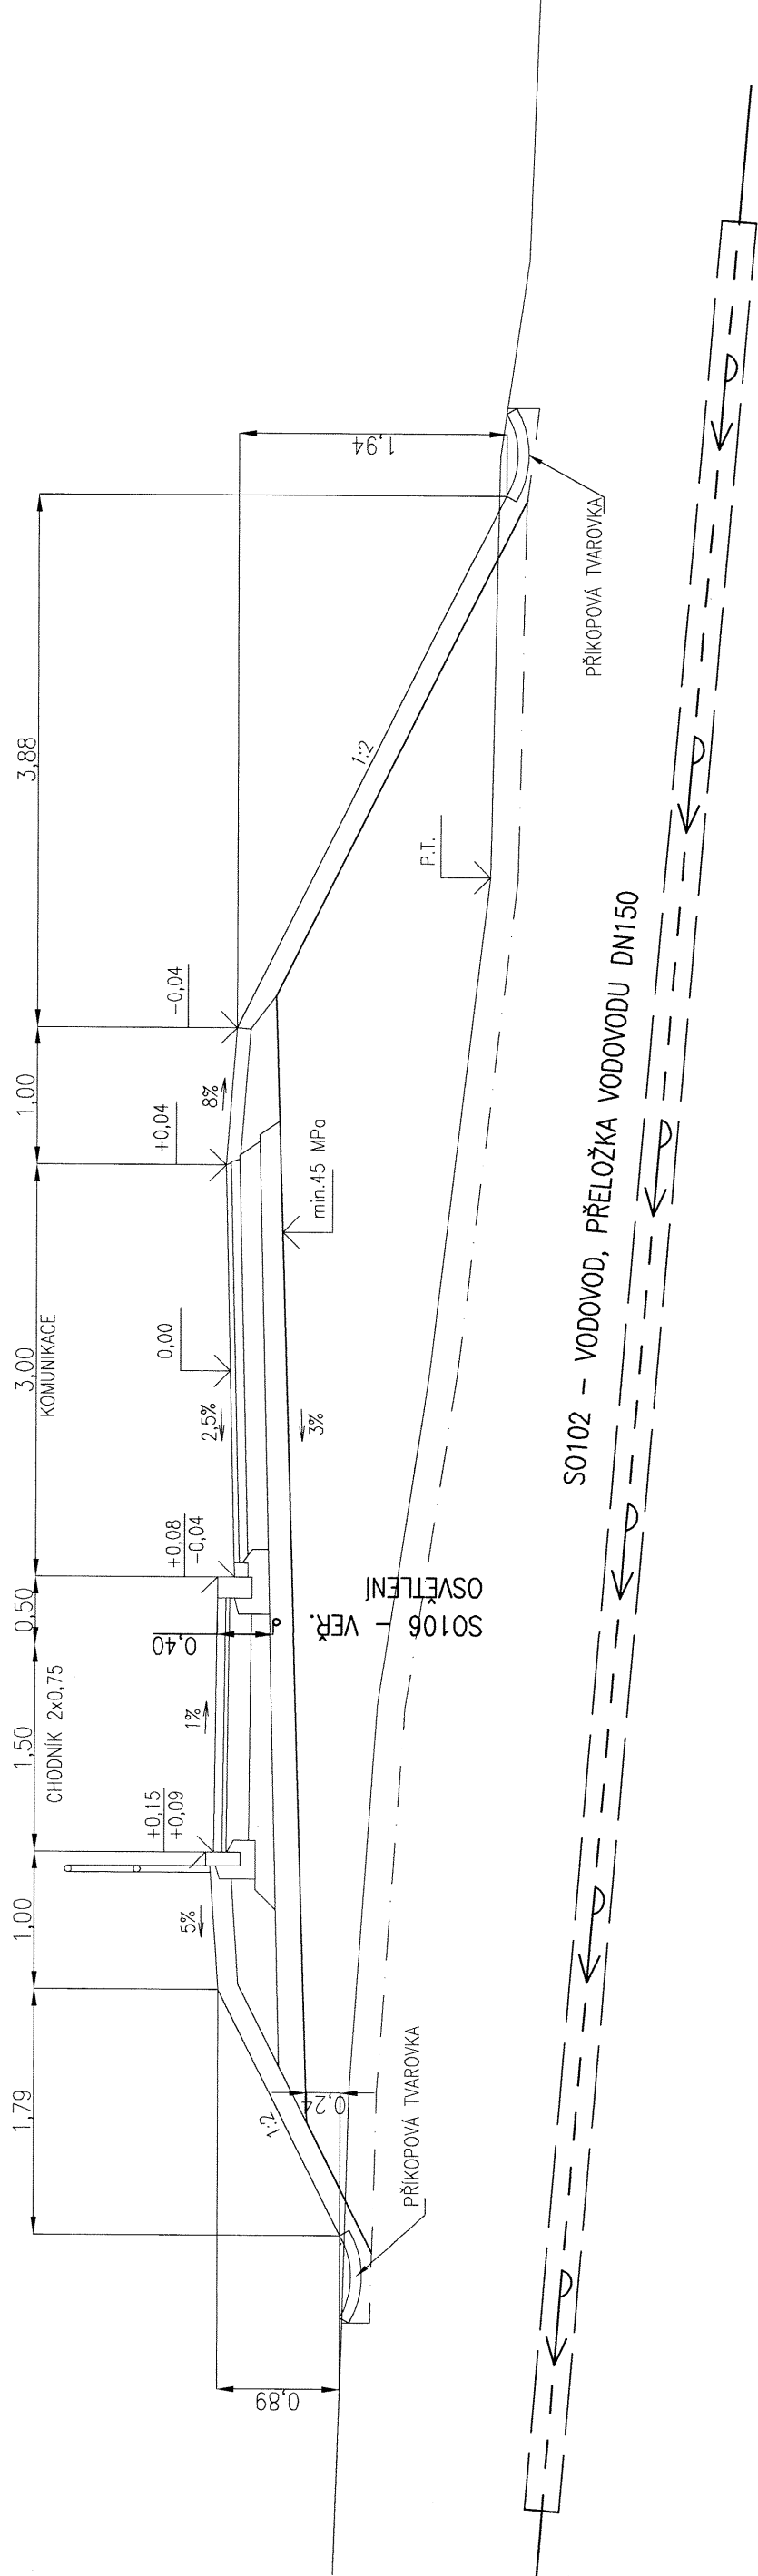 1,79
1,00
1,50
0,50
3,00
1,00
3,88
CHODNÍK 2x0,75
KOMUNIKACE
+0,15
+0,09
+0,08
-0,04
0,00
+0,04
-0,04
5%
1%
2,5%
8%
0,40
3%
min.45 MPa
1:2
1:2
0,89
0,24
1,94
P.T.
SO106 - VEŘ.
OSVĚTLENÍ
PŘÍKOPOVÁ TVAROVKA
PŘÍKOPOVÁ TVAROVKA
SO102 - VODOVOD, PŘELOŽKA VODOVODU DN150